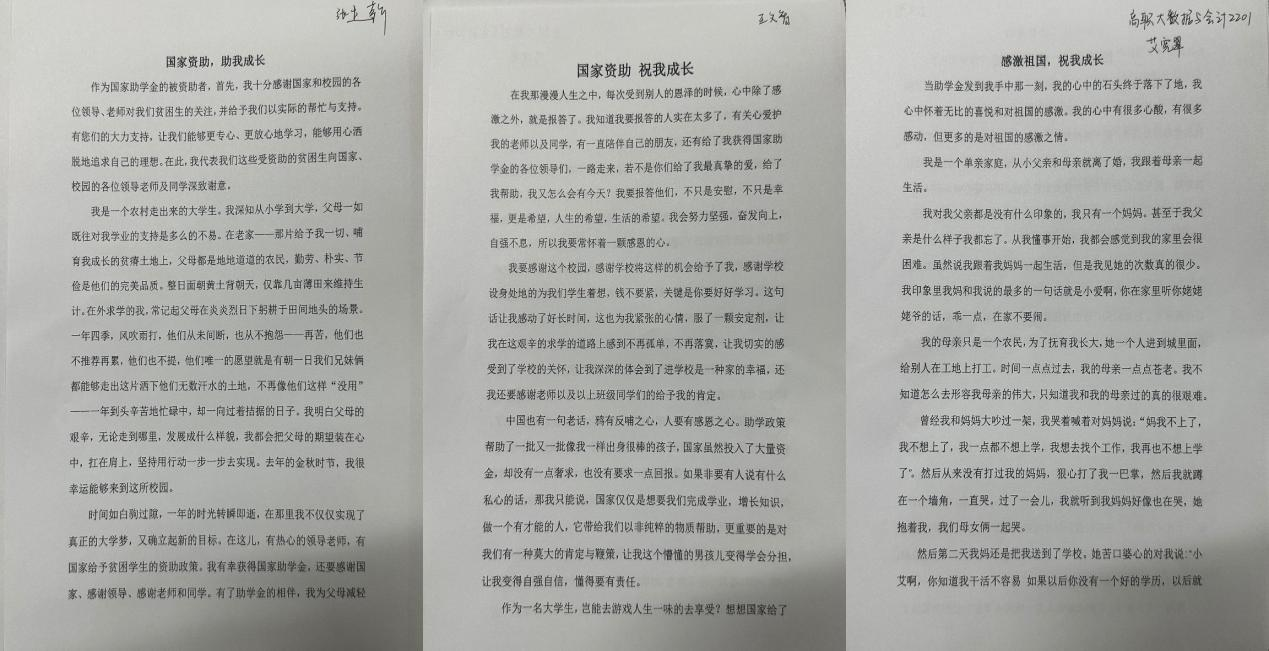 国家资助，助我成长
作为国家助学金的被资助者，首先，我十分感谢国家和校园的各
位领导、老师对我们贫困生的关注，并给予我们以实际的帮忙与支持。
有您们的大力支持，让我们能够更专心、更放心地学习，能够用心洒
脱地追求自己的理想。在此，我代表我们这些受资助的贫困生向国家、
校园的各位领导老师及同学深致谢意。
我是一个农村走出来的大学生。我深知从小学到大学，父母一如
既往对我学业的支持是多么的不易。在老家——那片给予我一切、哺
育我成长的贫瘠土地上，父母都是地地道道的农民，勤劳、朴实、节
俭是他们的完美品质。整日面朝黄土背朝天，仅靠几亩薄田来维持生
计。在外求学的我，常记起父母在炎炎烈日下躬耕于田间地头的场景。
一年四季，风吹雨打，他们从未间断，也从不抱怨——再苦，他们也
不推荐再累，他们也不提，他们唯一的愿望就是有朝一日我们兄妹俩
都能够走出这片洒下他们无数汗水的土地，不再像他们这样“没用”
——一年到头辛苦地忙碌中，却一向过着拮据的日子。我明白父母的
艰辛，无论走到哪里，发展成什么样貌，我都会把父母的期望装在心
中，扛在肩上，坚持用行动一步一步去实现。去年的金秋时节，我很
幸运能够来到这所校园。
时间如白驹过隙，一年的时光转瞬即逝，在那里我不仅仅实现了
真正的大学梦，又确立起新的目标。在这儿，有热心的领导老师，有
国家给予贫困学生的资助政策。我有幸获得国家助学金，还要感谢国
家、感谢领导、感谢老师和同学。有了助学金的相伴，我为父母减轻
王文智
国家资助 祝我成长
在我那漫漫人生之中，每次受到别人的恩泽的时候，心中除了感
激之外，就是报答了。我知道我要报答的人实在太多了，有关心爱护
我的老师以及同学，有一直陪伴自己的朋友，还有给了我获得国家助
学金的各位领导们，一路走来，若不是你们给了我最真挚的爱，给了
我帮助，我又怎么会有今天？我要报答他们，不只是安慰，不只是幸
福，更是希望，人生的希望，生活的希望。我会努力坚强，奋发向上，
自强不息，所以我要常怀着一颗感恩的心。
我要感谢这个校园，感谢学校将这样的机会给予了我，感谢学校
设身处地的为我们学生着想，钱不要紧，关键是你要好好学习。这句
话让我感动了好长时间，这也为我紧张的心情，服了一颗安定剂，让
我在这艰辛的求学的道路上感到不再孤单，不再落寞，让我切实的感
受到了学校的关怀，让我深深的体会到了进学校是一种家的幸福，还
我还要感谢老师以及以上班级同学们的给予我的肯定。
中国也有一句老话，鸦有反哺之心，人要有感恩之心。助学政策
帮助了一批又一批像我一样出身很棒的孩子，国家虽然投入了大量资
金，却没有一点奢求，也没有要求一点回报。如果非要有人说有什么
私心的话，那我只能说，国家仅仅是想要我们完成学业，增长知识，
做一个有才能的人，它带给我们以非纯粹的物质帮助，更重要的是对
我们有一种莫大的肯定与鞭策，让我这个懵懂的男孩儿变得学会分担，
让我变得自强自信，懂得要有责任。
作为一名大学生，岂能去游戏人生一味的去享受？想想国家给了
高职大数据与会计2201
感激祖国，祝我成长
当助学金发到我手中那一刻，我的心中的石头终于落下了地，我
心中怀着无比的喜悦和对祖国的感激。我的心中有很多心酸，有很多
感动，但更多的是对祖国的感激之情。
我是一个单亲家庭，从小父亲和母亲就离了婚，我跟着母亲一起
生活。
我对我父亲都是没有什么印象的，我只有一个妈妈。甚至于我父
亲是什么样子我都忘了。从我懂事开始，我都会感觉到我的家里会很
困难。虽然说我跟着我妈妈一起生活，但是我见她的次数真的很少。
我印象里我妈和我说的最多的一句话就是小爱啊，你在家里听你姥姥
姥爷的话，乖一点，在家不要闹。
我的母亲只是一个农民，为了抚育我长大，她一个人进到城里面，
给别人在工地上打工。时间一点点过去，我的母亲一点点苍老。我不
知道怎么去形容我母亲的伟大，只知道我和我的母亲过的真的很艰难。
曾经我和妈妈大吵过一架，我哭着喊着对妈妈说：“妈我不上了，
我不想上了，我一点都不想上学，我想去找个工作，我再也不想上学
了”。然后从来没有打过我的妈妈，狠心打了我一巴掌，然后我就蹲
在一个墙角，一直哭，过了一会儿，我就听到我妈妈好像也在哭，她
抱着我，我们母女俩一起哭。
然后第二天我妈还是把我送到了学校，她苦口婆心的对我说：“小
艾啊，你知道我干活不容易 如果以后你没有一个好的学历，以后就